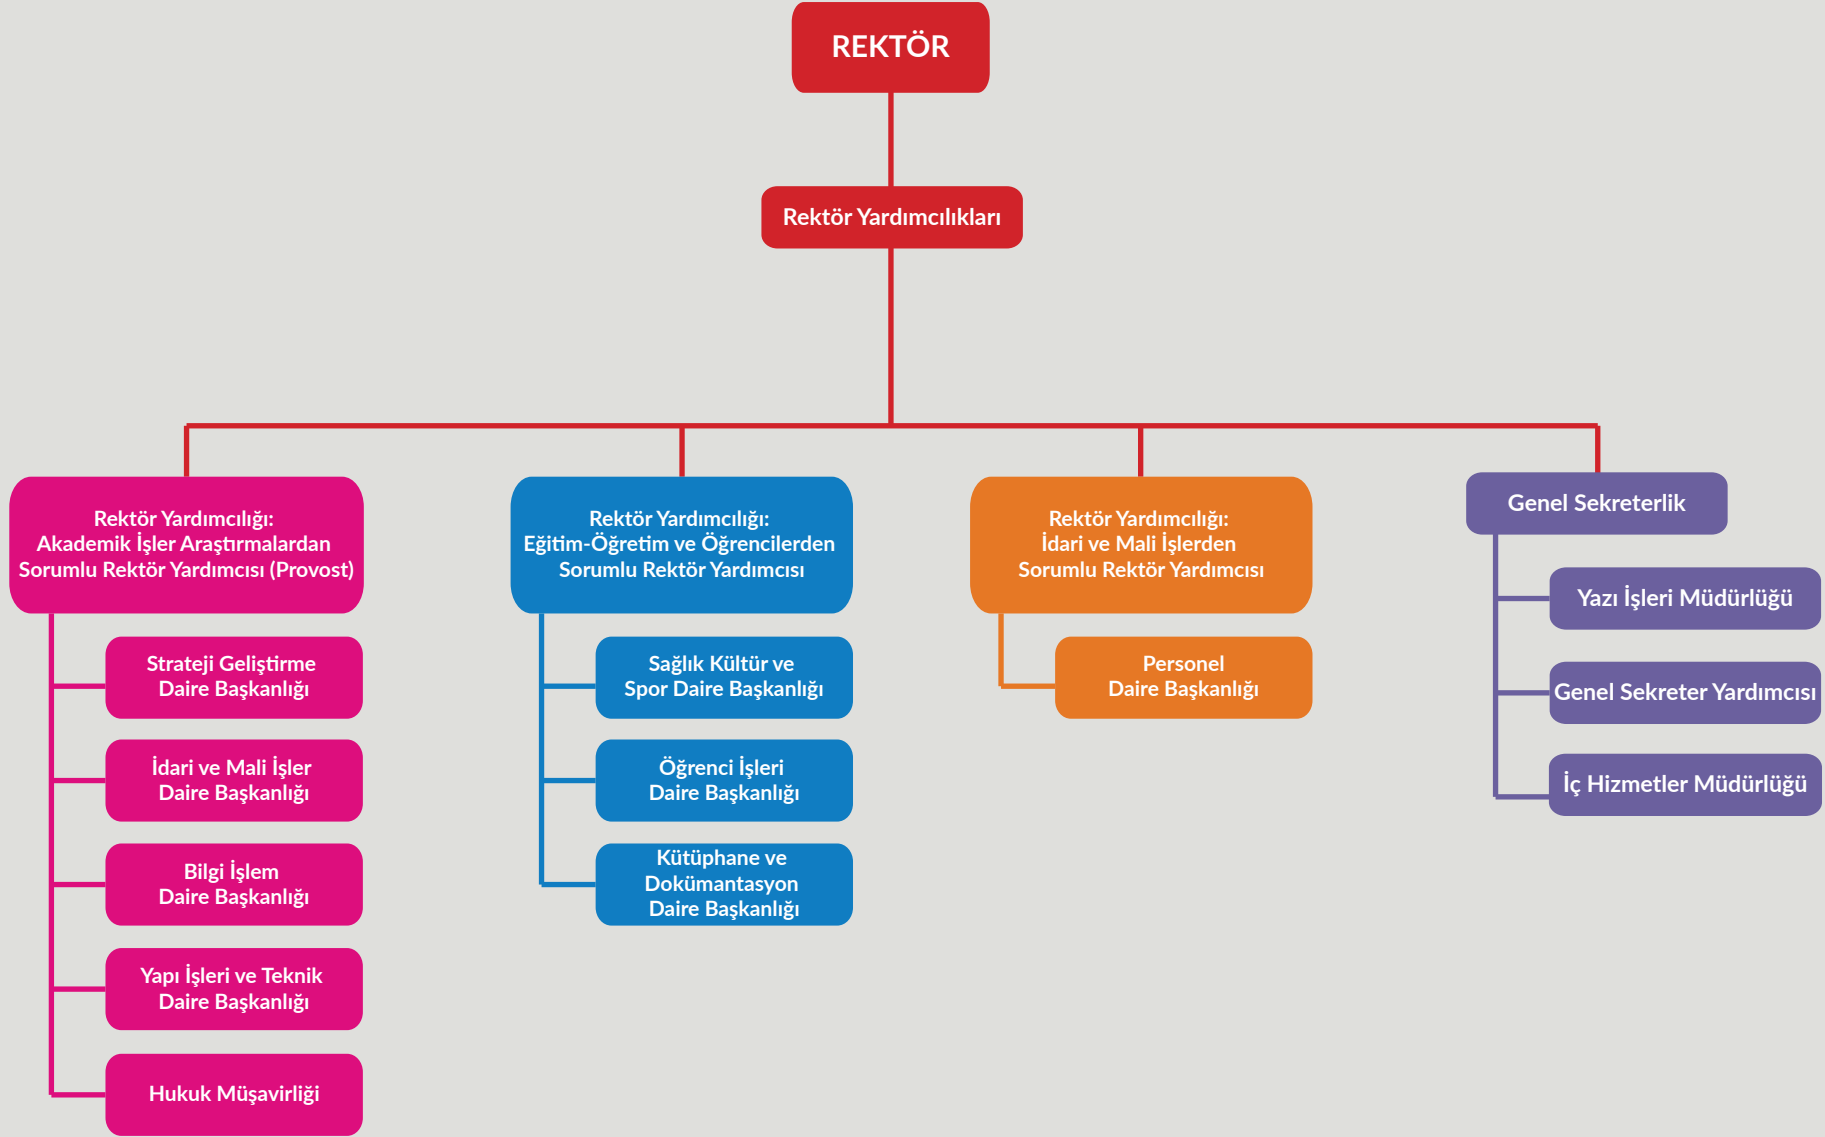 REKTÖR
Rektör Yardımcılıkları
Rektör Yardımcılığı:
Akademik İşler Araştırmalardan
Sorumlu Rektör Yardımcısı (Provost)
Strateji Geliştirme
Daire Başkanlığı
İdari ve Mali İşler
Daire Başkanlığı
Bilgi İşlem
Daire Başkanlığı
Yapı İşleri ve Teknik
Daire Başkanlığı
Hukuk Müşavirliği
Rektör Yardımcılığı:
Eğitim-Öğretim ve Öğrencilerden
Sorumlu Rektör Yardımcısı
Sağlık Kültür ve
Spor Daire Başkanlığı
Öğrenci İşleri
Daire Başkanlığı
Kütüphane ve
Dokümantasyon
Daire Başkanlığı
Rektör Yardımcılığı:
İdari ve Mali İşlerden
Sorumlu Rektör Yardımcısı
Personel
Daire Başkanlığı
Genel Sekreterlik
Yazı İşleri Müdürlüğü
Genel Sekreter Yardımcısı
İç Hizmetler Müdürlüğü